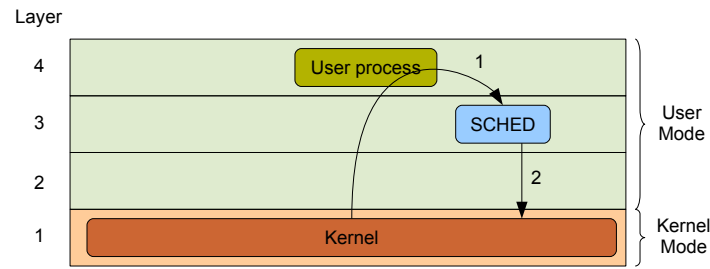 Layer
4
User process
1
3
SCHED
User
Mode
2
2
1
Kernel
Kernel
Mode